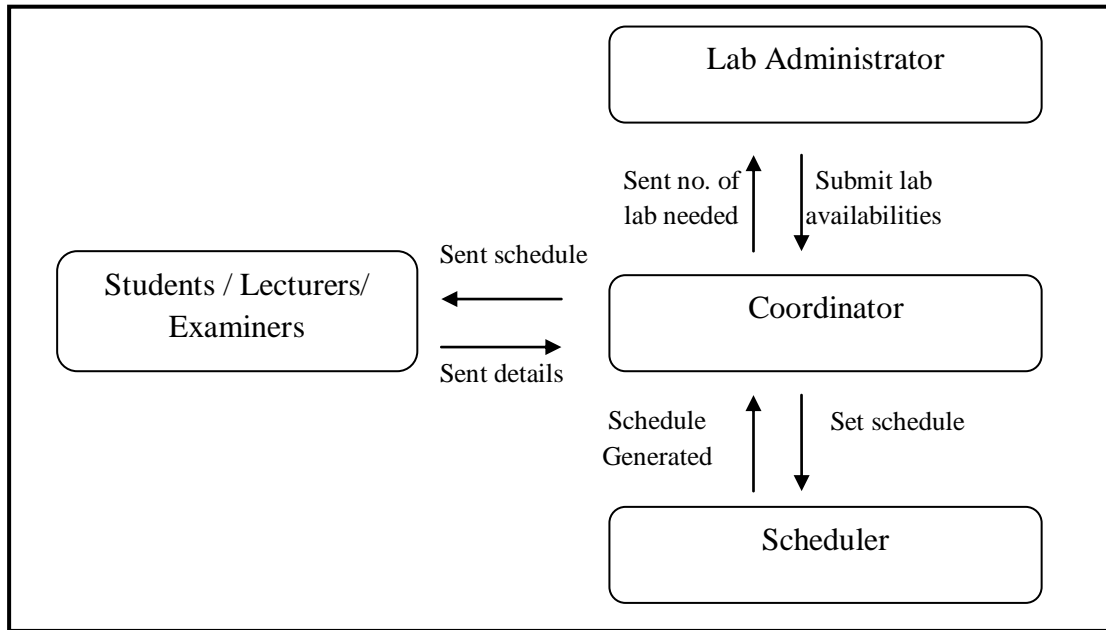 Lab Administrator
Sent no. of
lab needed
Submit lab
availabilities
Sent schedule
Students / Lecturers/
Examiners
Coordinator
Sent details
Schedule
Generated
Set schedule
Scheduler